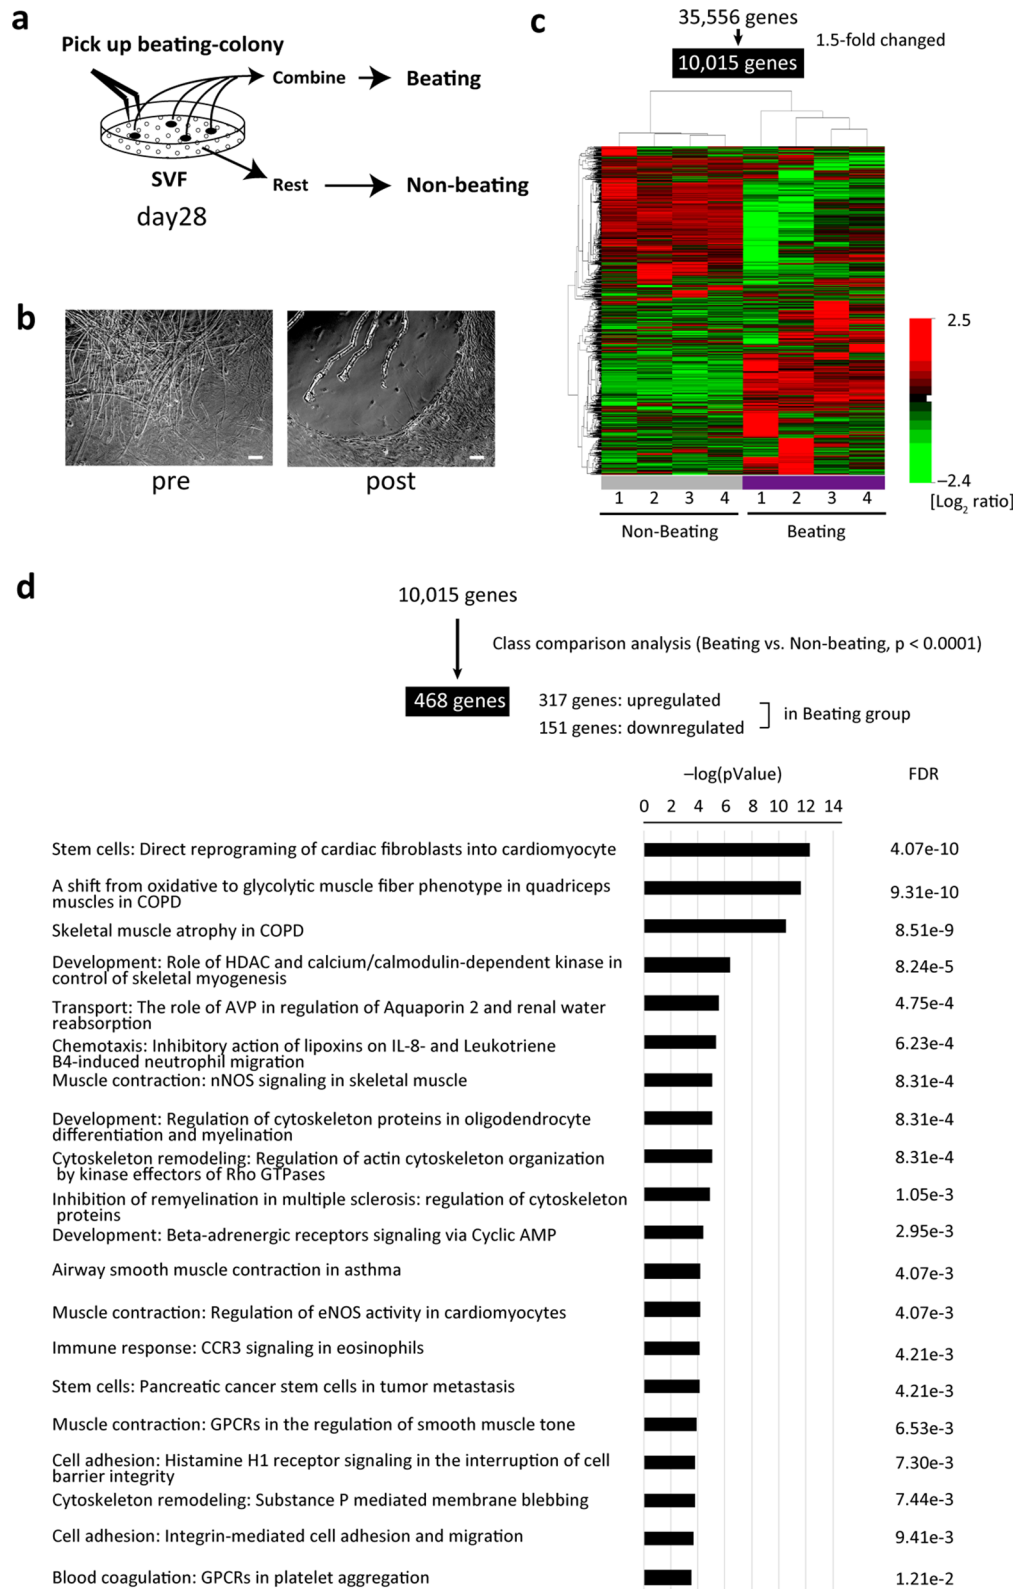 a
Pick up beating-colony
Combine
Beating
SVF
Rest
Non-beating
day28
b
pre
post
c
35,556 genes
1.5-fold changed
10,015 genes
2.5
−2.4
[Log2 ratio]
1 2 3 4 1 2 3 4
Non-Beating Beating
d
10,015 genes
Class comparison analysis (Beating vs. Non-beating, p < 0.0001)
468 genes
317 genes: upregulated
151 genes: downregulated
in Beating group
−log(pValue) FDR
0 2 4 6 8 10 12 14
Stem cells: Direct reprograming of cardiac fibroblasts into cardiomyocyte 4.07e-10
A shift from oxidative to glycolytic muscle fiber phenotype in quadriceps
muscles in COPD 9.31e-10
Skeletal muscle atrophy in COPD 8.51e-9
Development: Role of HDAC and calcium/calmodulin-dependent kinase in
control of skeletal myogenesis 8.24e-5
Transport: The role of AVP in regulation of Aquaporin 2 and renal water
reabsorption 4.75e-4
Chemotaxis: Inhibitory action of lipoxins on IL-8- and Leukotriene
B4-induced neutrophil migration 6.23e-4
Muscle contraction: nNOS signaling in skeletal muscle 8.31e-4
Development: Regulation of cytoskeleton proteins in oligodendrocyte
differentiation and myelination 8.31e-4
Cytoskeleton remodeling: Regulation of actin cytoskeleton organization
by kinase effectors of Rho GTPases 8.31e-4
Inhibition of remyelination in multiple sclerosis: regulation of cytoskeleton
proteins 1.05e-3
Development: Beta-adrenergic receptors signaling via Cyclic AMP 2.95e-3
Airway smooth muscle contraction in asthma 4.07e-3
Muscle contraction: Regulation of eNOS activity in cardiomyocytes 4.07e-3
Immune response: CCR3 signaling in eosinophils 4.21e-3
Stem cells: Pancreatic cancer stem cells in tumor metastasis 4.21e-3
Muscle contraction: GPCRs in the regulation of smooth muscle tone 6.53e-3
Cell adhesion: Histamine H1 receptor signaling in the interruption of cell
barrier integrity 7.30e-3
Cytoskeleton remodeling: Substance P mediated membrane blebbing 7.44e-3
Cell adhesion: Integrin-mediated cell adhesion and migration 9.41e-3
Blood coagulation: GPCRs in platelet aggregation 1.21e-2